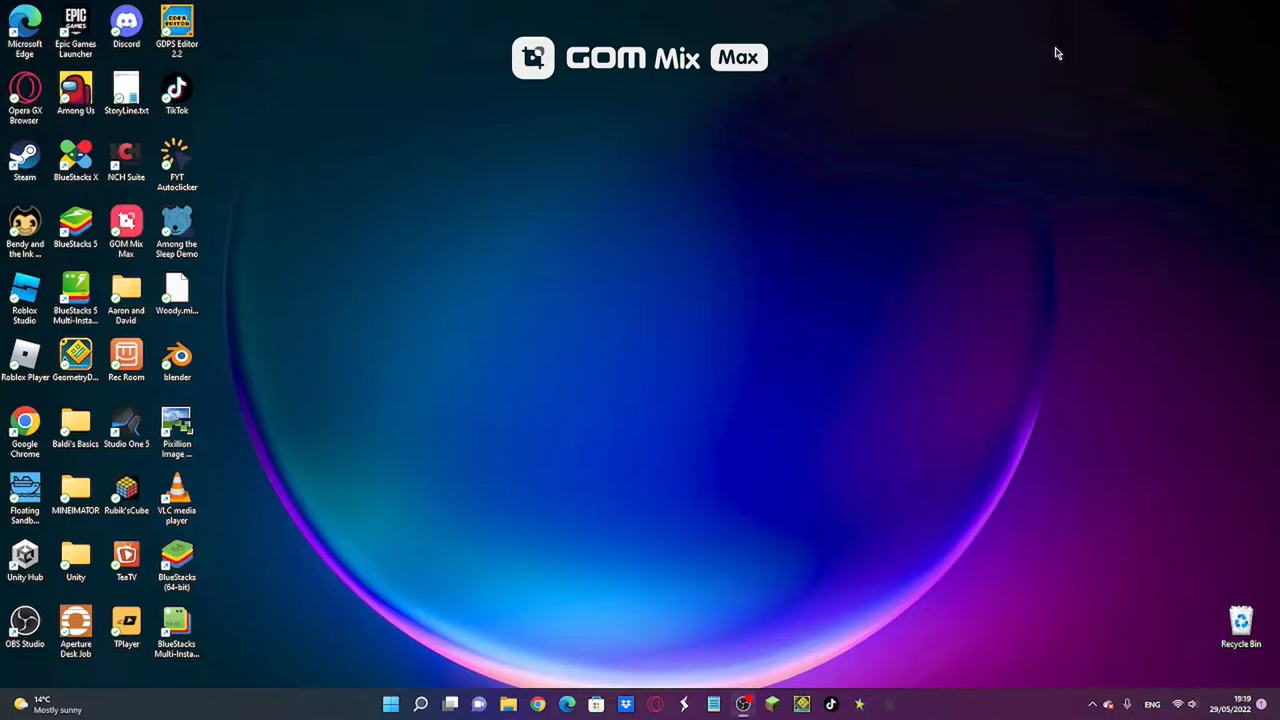 GOM Mix Max
Microsoft
Edge
Epic Games
Launcher
Discord
GDPS Editor
2.2
Opera GX
Browser
Among Us
StoryLine.txt
TikTok
Steam
BlueStacks X
NCH Suite
FYT
Autoclicker
Bendy and
the Ink ...
BlueStacks 5
GOM Mix
Max
Among the
Sleep Demo
Roblox
Studio
BlueStacks 5
Multi-Insta...
Aaron and
David
Woody.mi...
Roblox Player
GeometryD...
Rec Room
blender
Google
Chrome
Baldi's Basics
Studio One 5
Pixillion
Image ...
Floating
Sandb...
MINEIMATOR
Rubik'sCube
VLC media
player
Unity Hub
Unity
TeaTV
BlueStacks
(64-bit)
OBS Studio
Aperture
Desk Job
TPlayer
BlueStacks
Multi-Insta...
Recycle Bin
14°C
Mostly sunny
ENG
19:19
29/05/2022